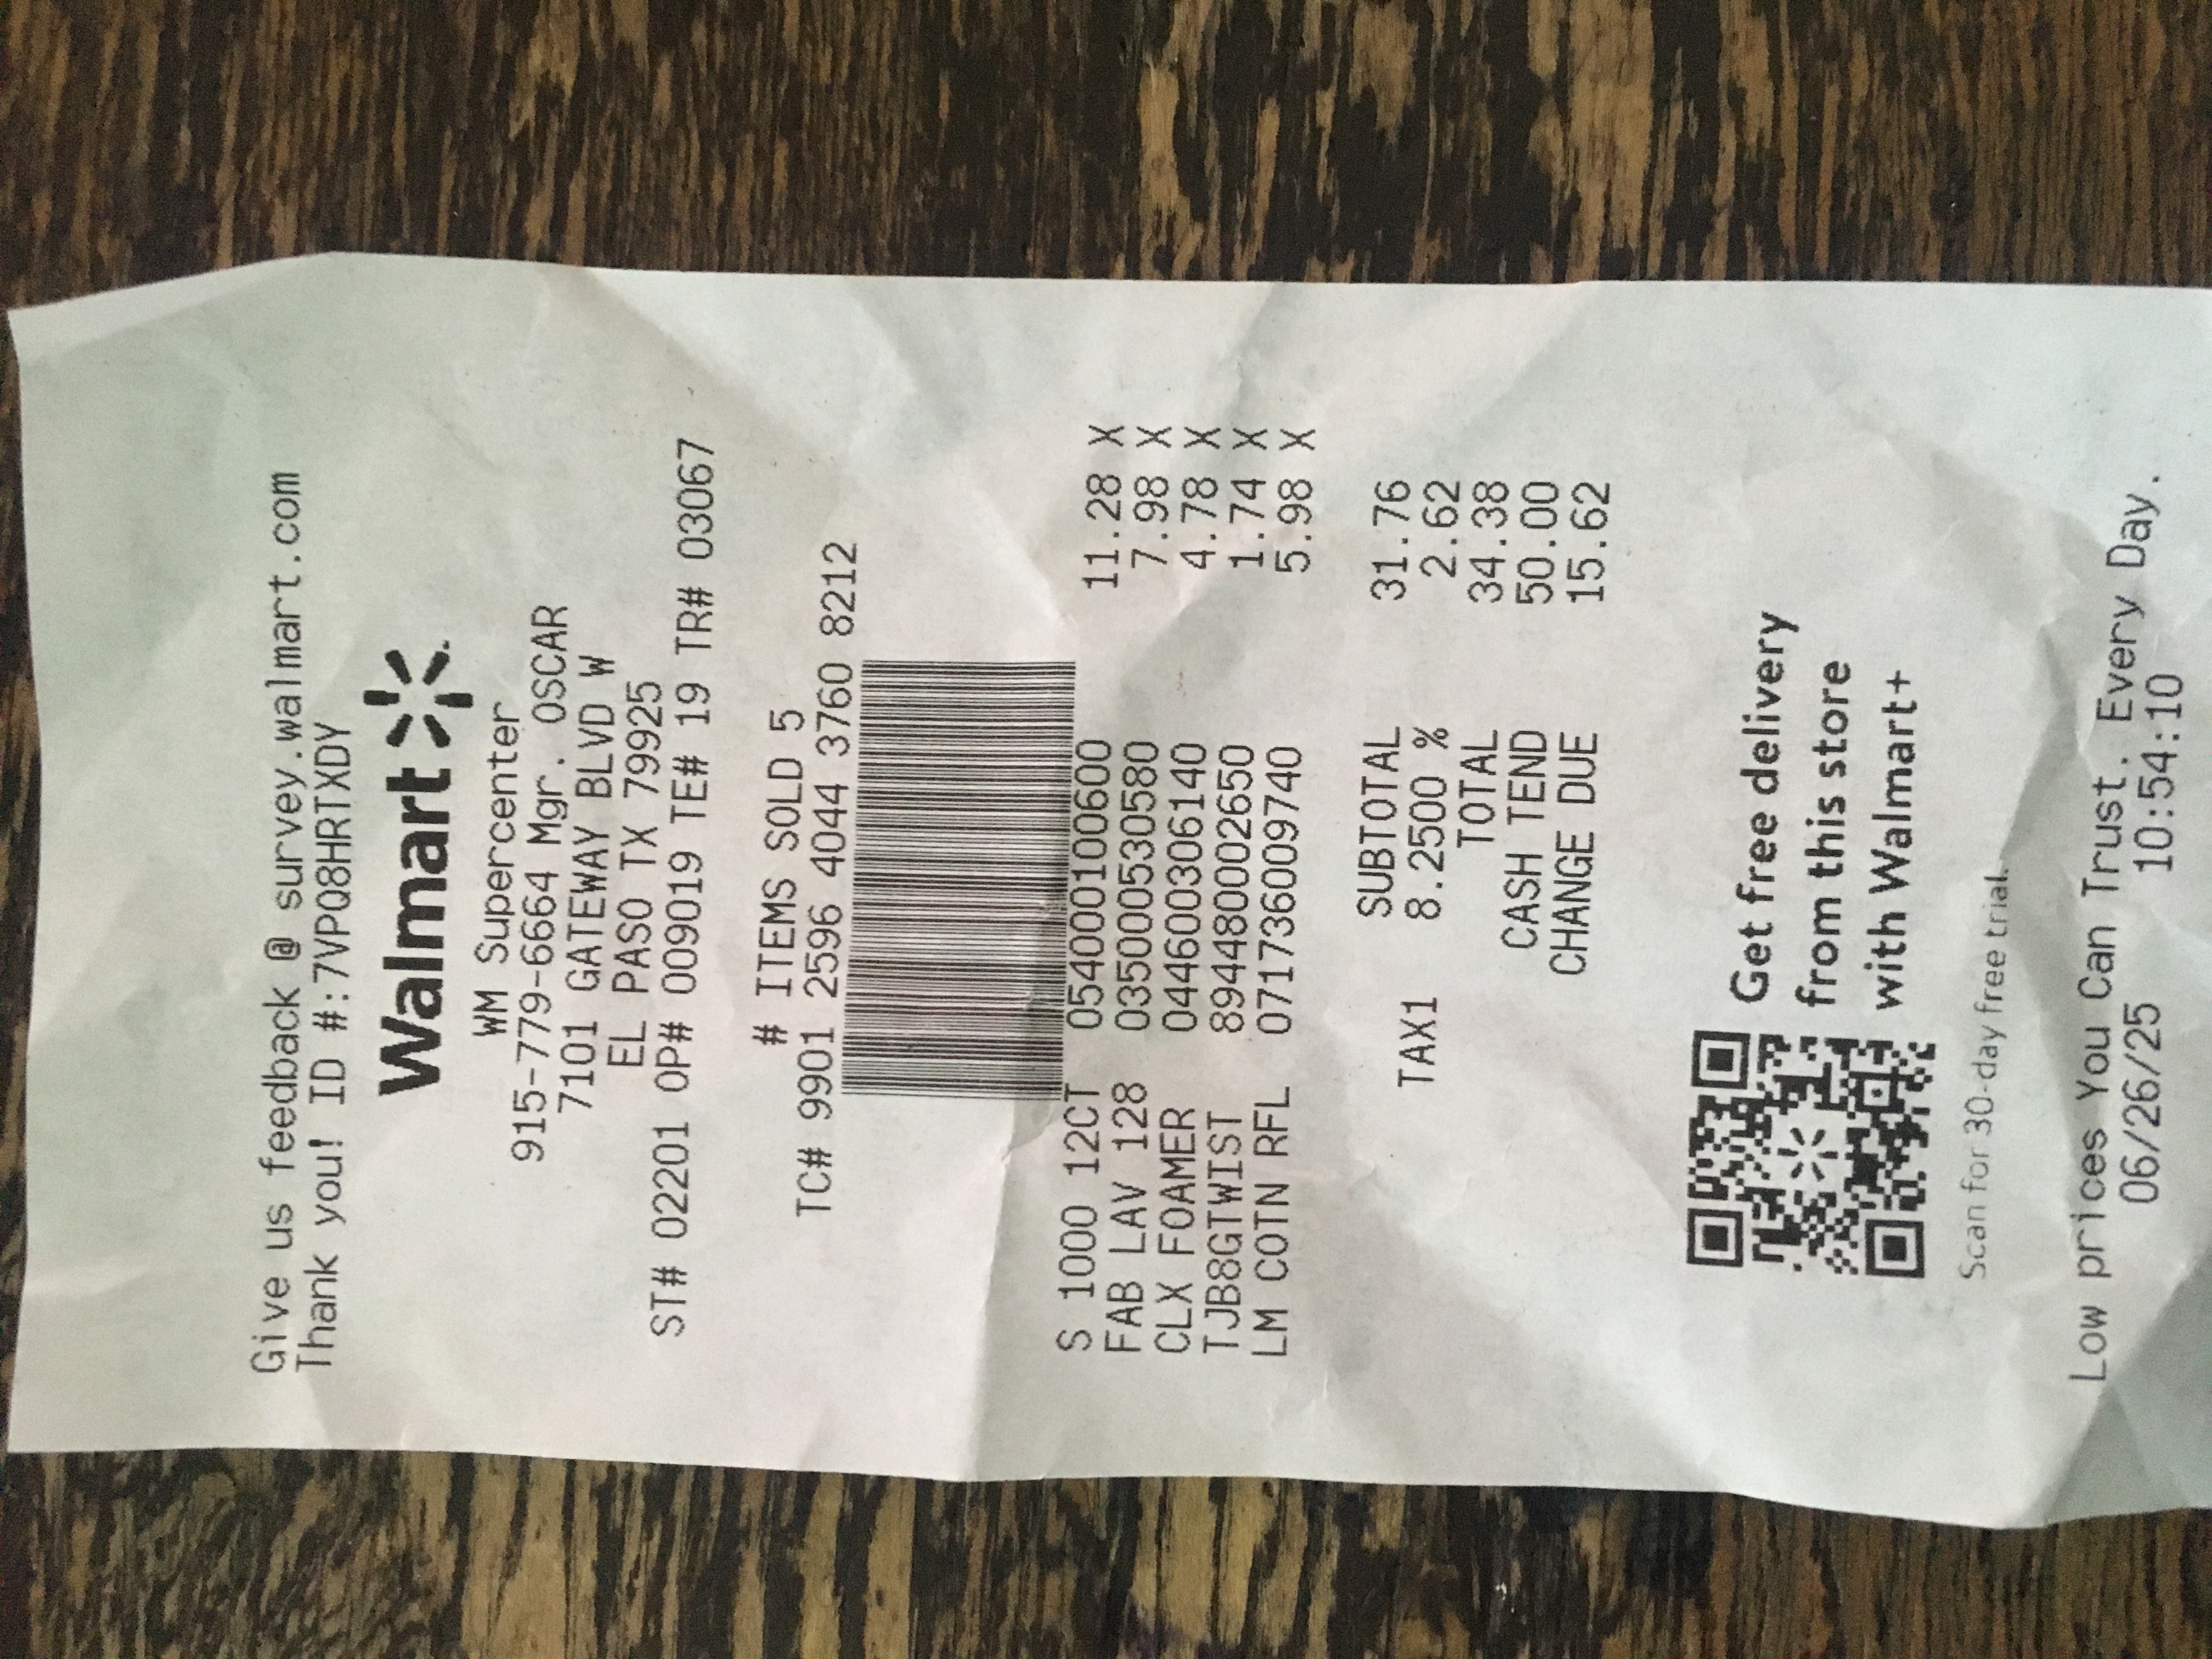 Give us feedback @ survey.walmart.com
Thank you! ID #:7VPQ8HRTXDY
Walmart
WM Supercenter
915-779-6664 Mgr. OSCAR
7101 GATEWAY BLVD W
EL PASO TX 79925
ST# 02201 OP# 009019 TE# 19 TR# 03067
# ITEMS SOLD 5
TC# 9901 2596 4044 3760 8212
S 1000 12CT 054000100600 11.28 X
FAB LAV 128 035000530580 7.98 X
CLX FOAMER 044600306140 4.78 X
TJB8GTWIST 894480002650 1.74 X
LM COTN RFL 071736009740 5.98 X
SUBTOTAL 31.76
TAX1 8.2500 % 2.62
TOTAL 34.38
CASH TEND 50.00
CHANGE DUE 15.62
Get free delivery
from this store
with Walmart+
Scan for 30-day free trial.
Low prices You Can Trust. Every Day.
06/26/25 10:54:10